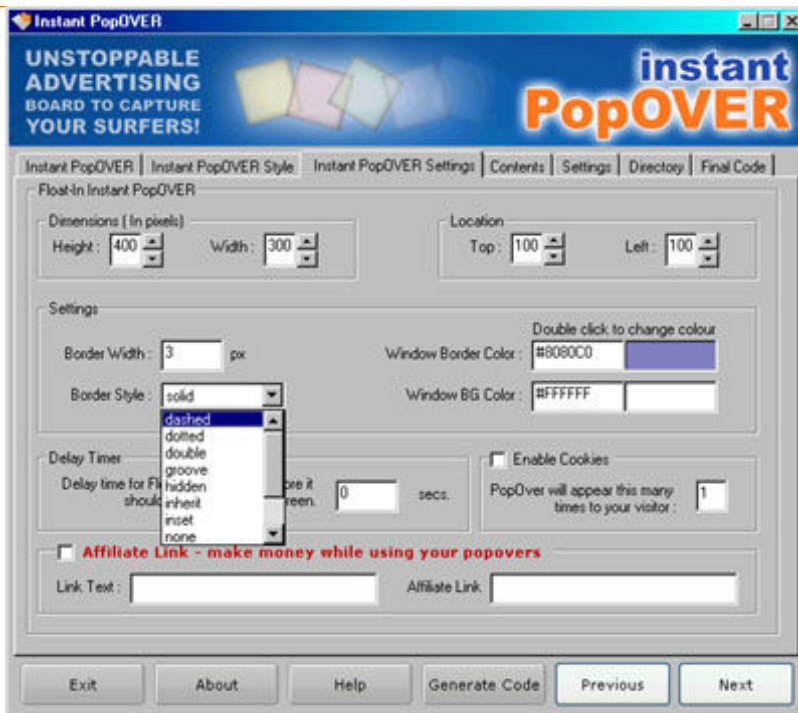 Instant PopOVER
UNSTOPPABLE
ADVERTISING
BOARD TO CAPTURE
YOUR SURFERS!
instant
PopOVER
Instant PopOVER Instant PopOVER Style Instant PopOVER Settings Contents Settings Directory Final Code
Float-In Instant PopOVER
Dimensions ( In pixels) Location
Height : 400 Width : 300 Top : 100 Left : 100
Settings
Double click to change colour
Border Width : 3 px Window Border Color : #8080C0
Border Style : solid Window BG Color : #FFFFFF
dashed
dotted
double
groove
hidden
inherit
inset
none
Delay Timer Enable Cookies
Delay time for ore it 0 secs. PopOver will appear this many
times to your visitor : 1
Affiliate Link - make money while using your popovers
Link Text : Affiliate Link
Exit About Help Generate Code Previous Next